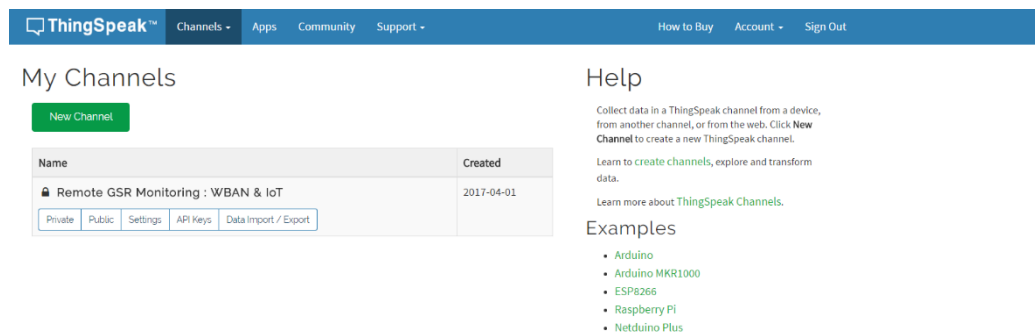 ThingSpeak™ Channels Apps Community Support How to Buy Account Sign Out
My Channels
New Channel
Name Created
Remote GSR Monitoring : WBAN & IoT 2017-04-01
Private Public Settings API Keys Data Import / Export
Help
Collect data in a ThingSpeak channel from a device,
from another channel, or from the web. Click New
Channel to create a new ThingSpeak channel.
Learn to create channels, explore and transform
data.
Learn more about ThingSpeak Channels.
Examples
Arduino
Arduino MKR1000
ESP8266
Raspberry Pi
Netduino Plus